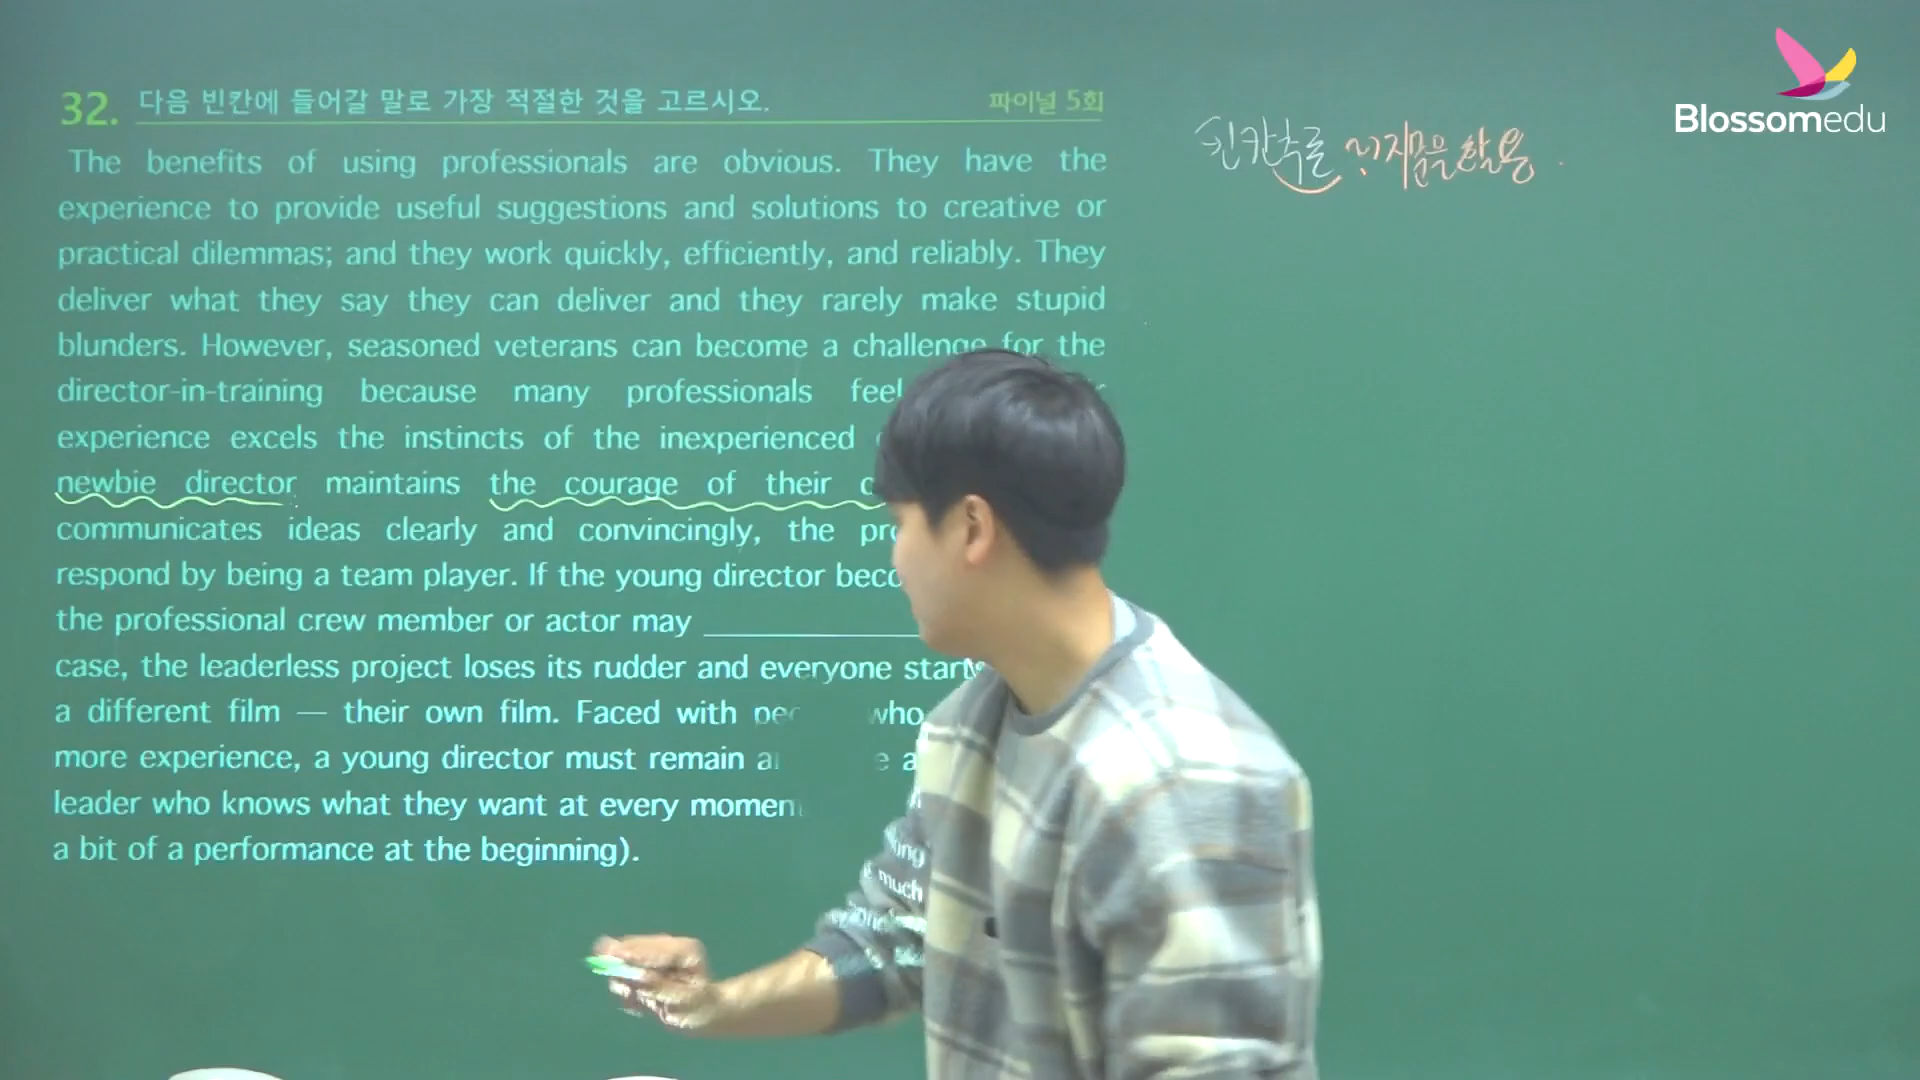 Blossomedu
32. 다음 빈칸에 들어갈 말로 가장 적절한 것을 고르시오. 파이널 5회
빈칸추론
The benefits of using professionals are obvious. They have the
experience to provide useful suggestions and solutions to creative or
practical dilemmas; and they work quickly, efficiently, and reliably. They
deliver what they say they can deliver and they rarely make stupid
blunders. However, seasoned veterans can become a challenge for the
director-in-training because many professionals feel
experience excels the instincts of the inexperienced
newbie director maintains the courage of their
communicates ideas clearly and convincingly, the
respond by being a team player. If the young director
the professional crew member or actor may
case, the leaderless project loses its rudder and everyone
a different film — their own film. Faced with who
more experience, a young director must remain
leader who knows what they want at every
much
a bit of a performance at the beginning).